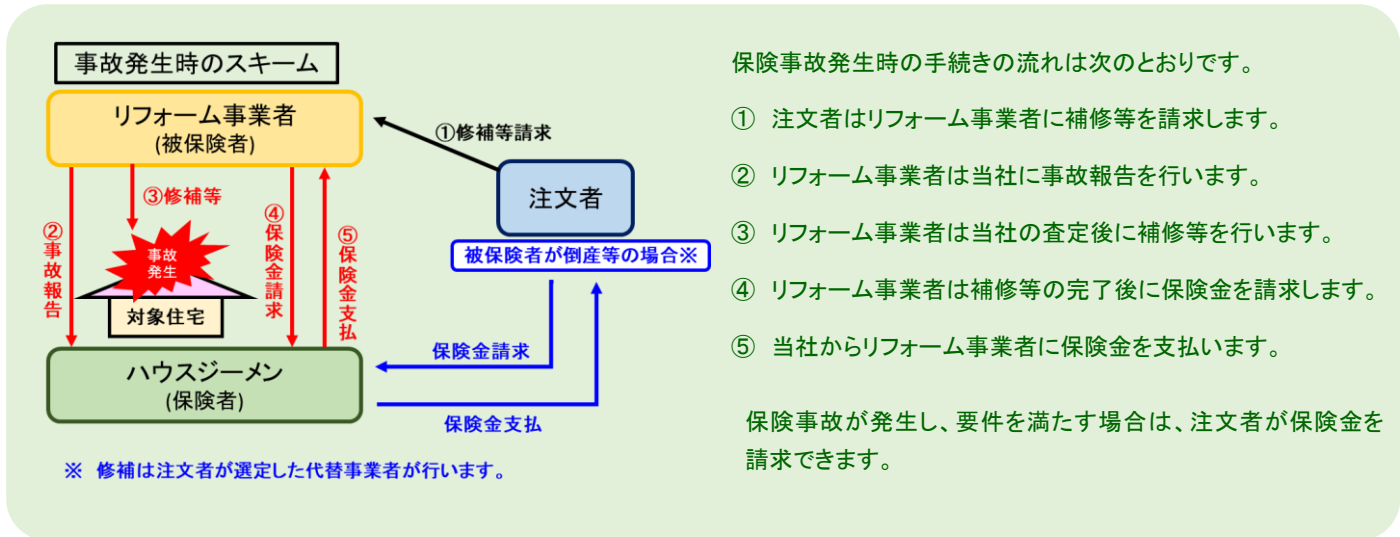 事故発生時のスキーム
リフォーム事業者
(被保険者)
①修補等請求
注文者
③修補等
②事故報告
④保険金請求
⑤保険金支払
事故
発生
対象住宅
被保険者が倒産等の場合※
保険金請求
ハウスジーメン
(保険者)
保険金支払
※ 修補は注文者が選定した代替事業者が行います。
保険事故発生時の手続きの流れは次のとおりです。
① 注文者はリフォーム事業者に補修等を請求します。
② リフォーム事業者は当社に事故報告を行います。
③ リフォーム事業者は当社の査定後に補修等を行います。
④ リフォーム事業者は補修等の完了後に保険金を請求します。
⑤ 当社からリフォーム事業者に保険金を支払います。
保険事故が発生し、要件を満たす場合は、注文者が保険金を
請求できます。